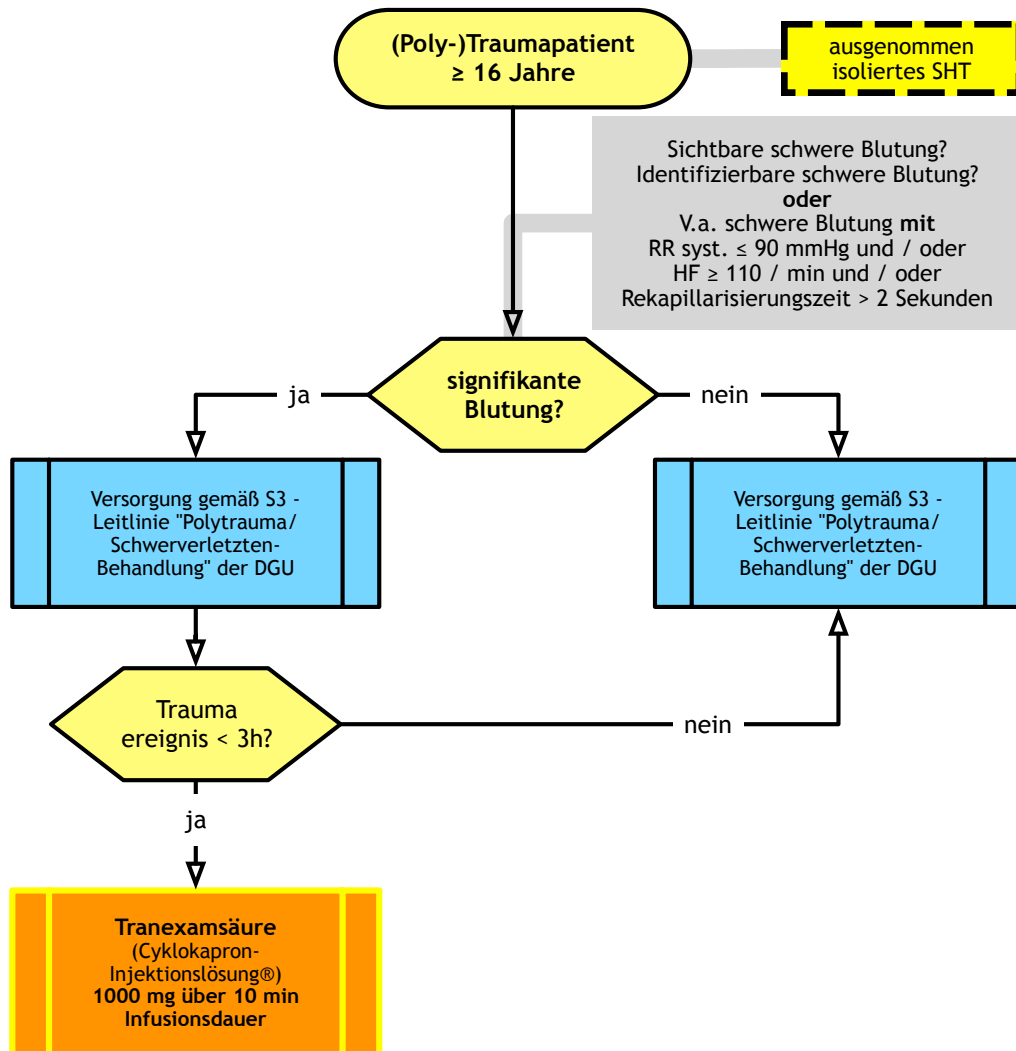 (Poly-)Traumapatient
≥ 16 Jahre
ausgenommen
isoliertes SHT
Sichtbare schwere Blutung?
Identifizierbare schwere Blutung?
oder
V.a. schwere Blutung mit
RR syst. ≤ 90 mmHg und / oder
HF ≥ 110 / min und / oder
Rekapillarisierungszeit > 2 Sekunden
signifikante
Blutung?
ja
nein
Versorgung gemäß S3 -
Leitlinie "Polytrauma/
Schwerverletzten-
Behandlung" der DGU
Versorgung gemäß S3 -
Leitlinie "Polytrauma/
Schwerverletzten-
Behandlung" der DGU
Trauma
ereignis < 3h?
nein
ja
Tranexamsäure
(Cyklokapron-
Injektionslösung®)
1000 mg über 10 min
Infusionsdauer